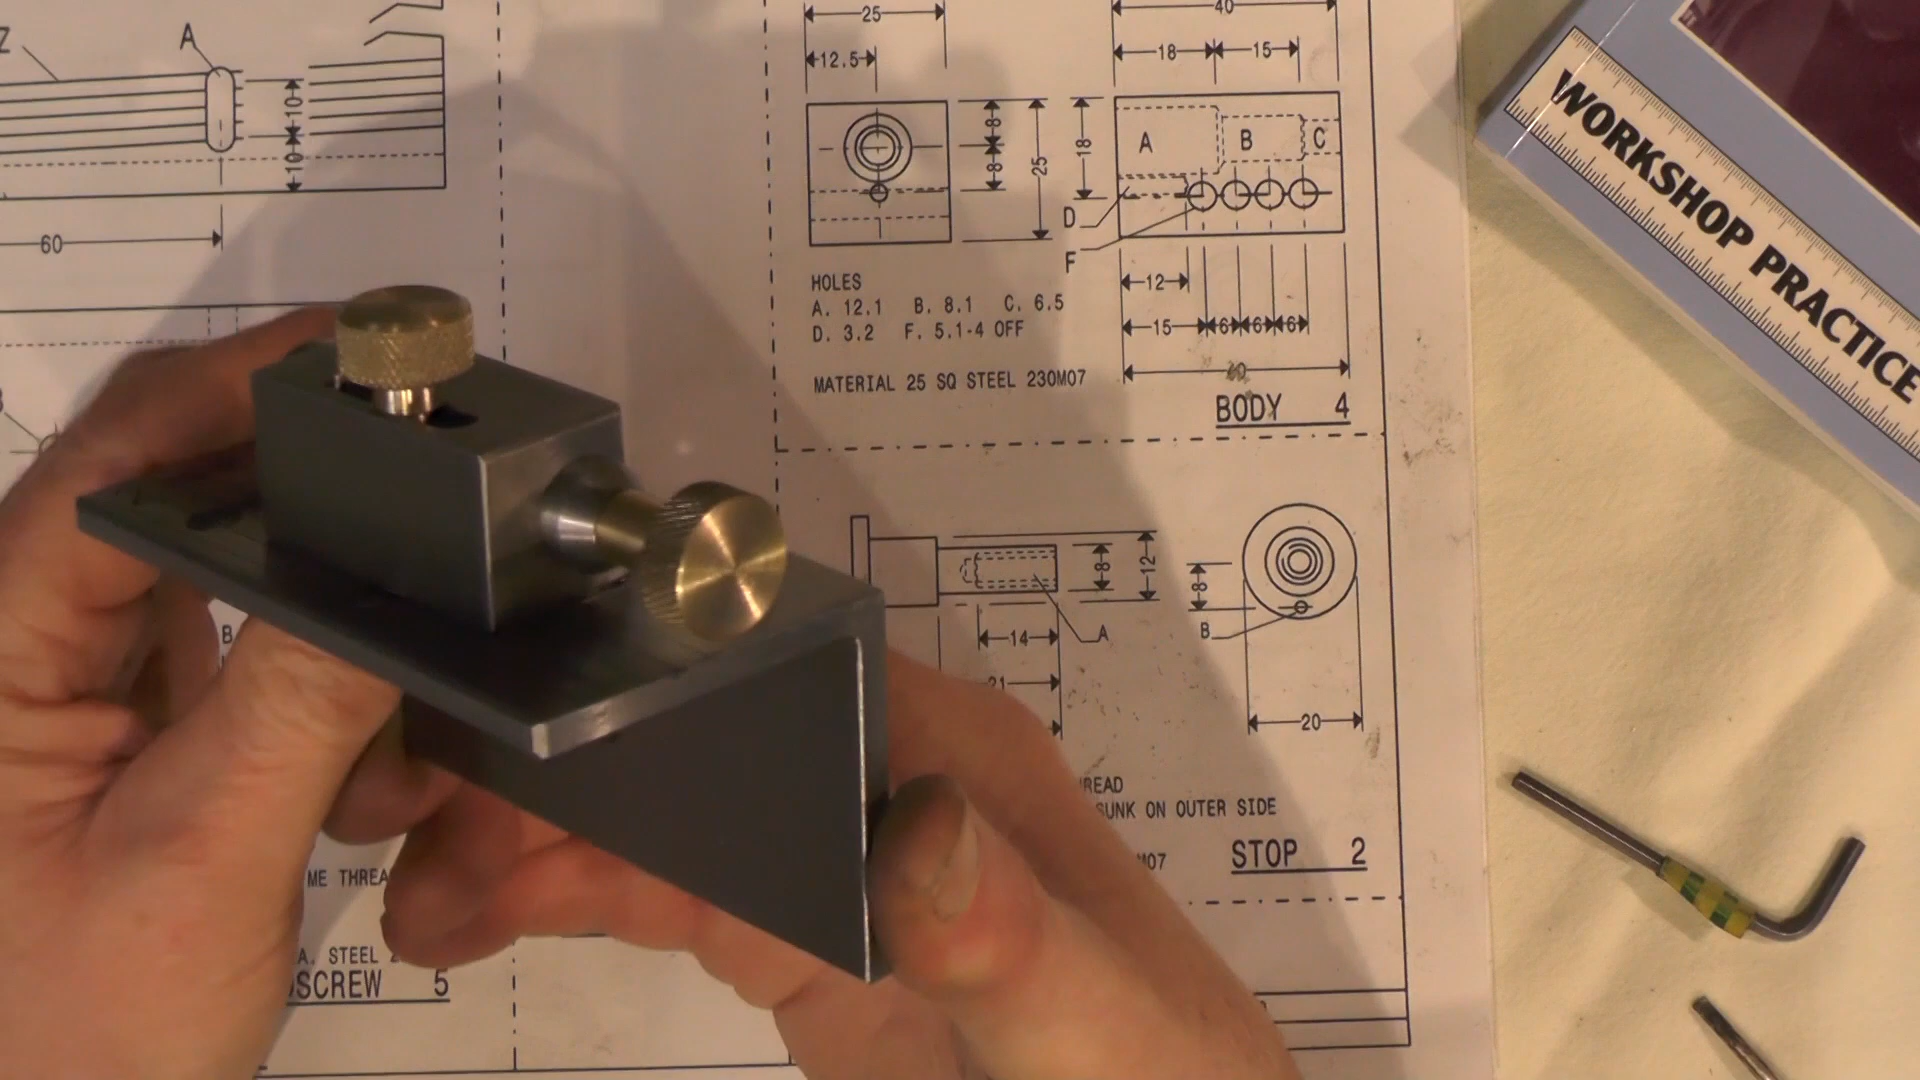 Z
A
10
10
60
25
12.5
8
8
25
40
18
15
18
A
B
C
D
F
12
15
6
6
6
HOLES
A. 12.1 B. 8.1 C. 6.5
D. 3.2 F. 5.1-4 OFF
MATERIAL 25 SQ STEEL 230M07
BODY 4
WORKSHOP PRACTICE
8
12
8
14
A
B
21
20
B
READ
SUNK ON OUTER SIDE
M07
STOP 2
ME THREA
A. STEEL
SCREW 5